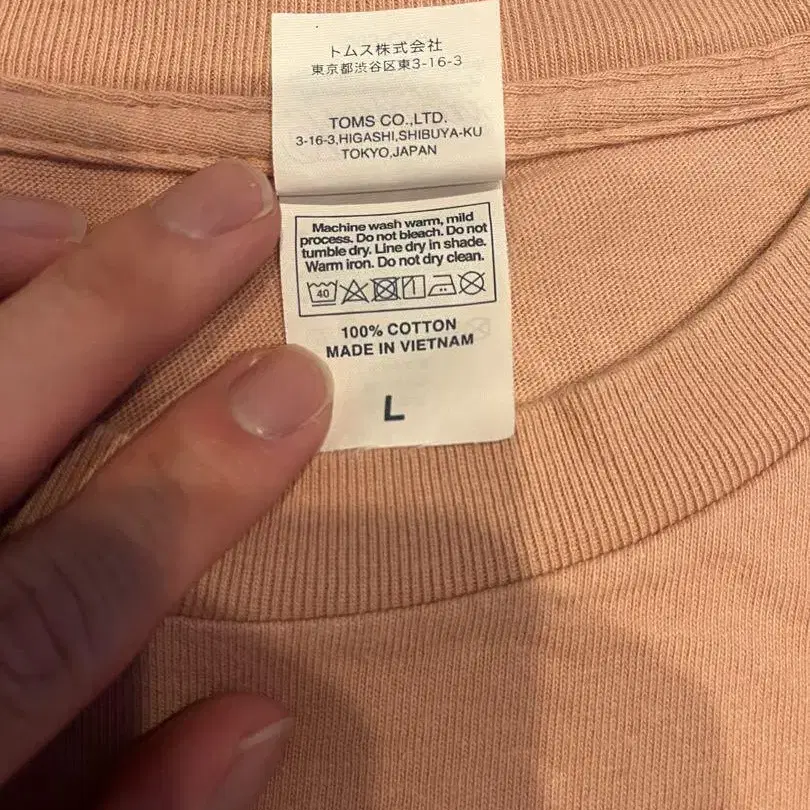 トムス株式会社
東京都渋谷区東3-16-3
TOMS CO.,LTD.
3-16-3,HIGASHI,SHIBUYA-KU
TOKYO,JAPAN
Machine wash warm, mild
process. Do not bleach. Do not
tumble dry. Line dry in shade.
Warm iron. Do not dry clean.
40
100% COTTON
MADE IN VIETNAM
L